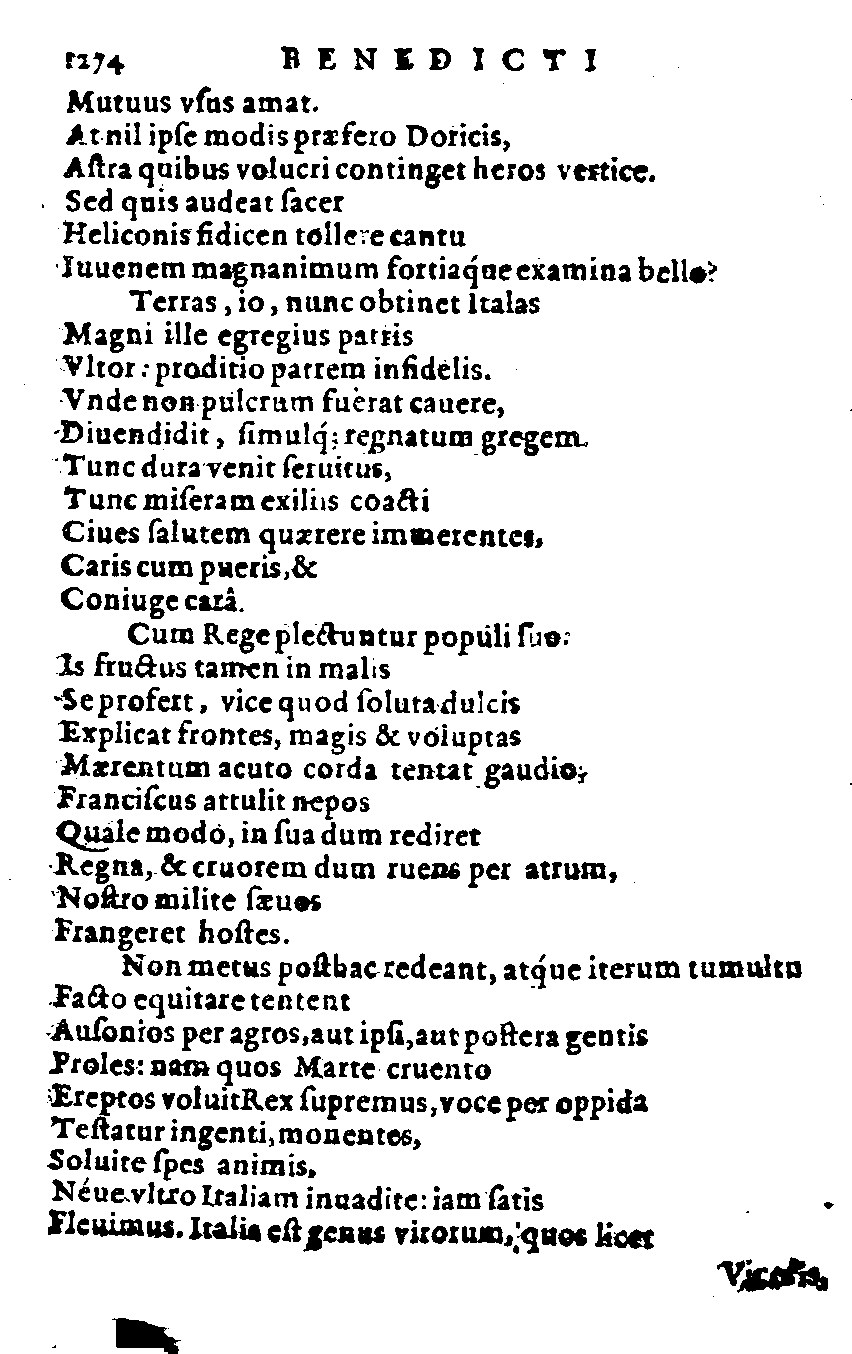 1274 BENEDICTI
Mutuus vſus amat.
At nil ipſe modis præfero Doricis,
Aſtra quibus volucri continget heros vertice.
Sed quis audeat ſacer
Heliconis fidicen tollere cantu
Iuuenem magnanimum fortiaq́ue examina bello?
Terras, io, nunc obtinet Italas
Magni ille egregius patris
Vltor: proditio patrem infidelis.
Vnde non pulcrum fuerat cauere,
Diuendidit, ſimulq́; regnatum gregem.
Tunc dura venit ſeruitus,
Tunc miſeram exiliis coacti
Ciues ſalutem quærere immerentes,
Caris cum pueris, &
Coniuge carâ.
Cum Rege plectuntur populi ſuo:
Is fructus tamen in malis
Se profert, vice quod ſoluta dulcis
Explicat frontes, magis & voluptas
Mærentum acuto corda tentat gaudio;
Franciſcus attulit nepos
Quale modo, in ſua dum rediret
Regna, & cruorem dum ruens per atrum,
Noſtro milite ſæuos
Frangeret hoſtes.
Non metus poſthac redeant, atq́ue iterum tumultu
Facto equitare tentent
Auſonios per agros, aut ipſi, aut poſtera gentis
Proles: nam quos Marte cruento
Ereptos voluit Rex ſupremus, voce per oppida
Teſtatur ingenti, monentes,
Soluite ſpes animis,
Néue vltro Italiam inuadite: iam ſatis
Fleuimus. Italia eſt genus virorum, quos licet